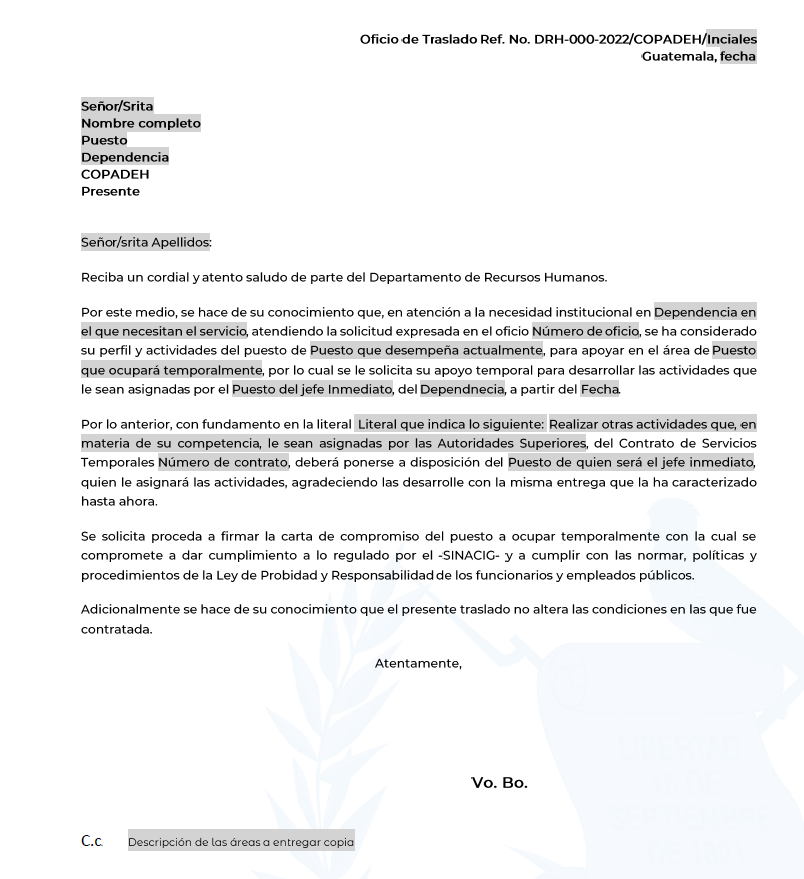 Oficio de Traslado Ref. No. DRH-000-2022/COPADEH/Inciales
Guatemala, fecha
Señor/Srita
Nombre completo
Puesto
Dependencia
COPADEH
Presente
Señor/srita Apellidos:
Reciba un cordial y atento saludo de parte del Departamento de Recursos Humanos.
Por este medio, se hace de su conocimiento que, en atención a la necesidad institucional en Dependencia en
el que necesitan el servicio, atendiendo la solicitud expresada en el oficio Número de oficio, se ha considerado
su perfil y actividades del puesto de Puesto que desempeña actualmente, para apoyar en el área de Puesto
que ocupará temporalmente, por lo cual se le solicita su apoyo temporal para desarrollar las actividades que
le sean asignadas por el Puesto del jefe Inmediato, del Dependnecia, a partir del Fecha.
Por lo anterior, con fundamento en la literal Literal que indica lo siguiente: Realizar otras actividades que, en
materia de su competencia, le sean asignadas por las Autoridades Superiores, del Contrato de Servicios
Temporales Número de contrato, deberá ponerse a disposición del Puesto de quien será el jefe inmediato,
quien le asignará las actividades, agradeciendo las desarrolle con la misma entrega que la ha caracterizado
hasta ahora.
Se solicita proceda a firmar la carta de compromiso del puesto a ocupar temporalmente con la cual se
compromete a dar cumplimiento a lo regulado por el -SINACIG- y a cumplir con las normar, políticas y
procedimientos de la Ley de Probidad y Responsabilidad de los funcionarios y empleados públicos.
Adicionalmente se hace de su conocimiento que el presente traslado no altera las condiciones en las que fue
contratada.
Atentamente,
Vo. Bo.
C.c. Descripción de las áreas a entregar copia